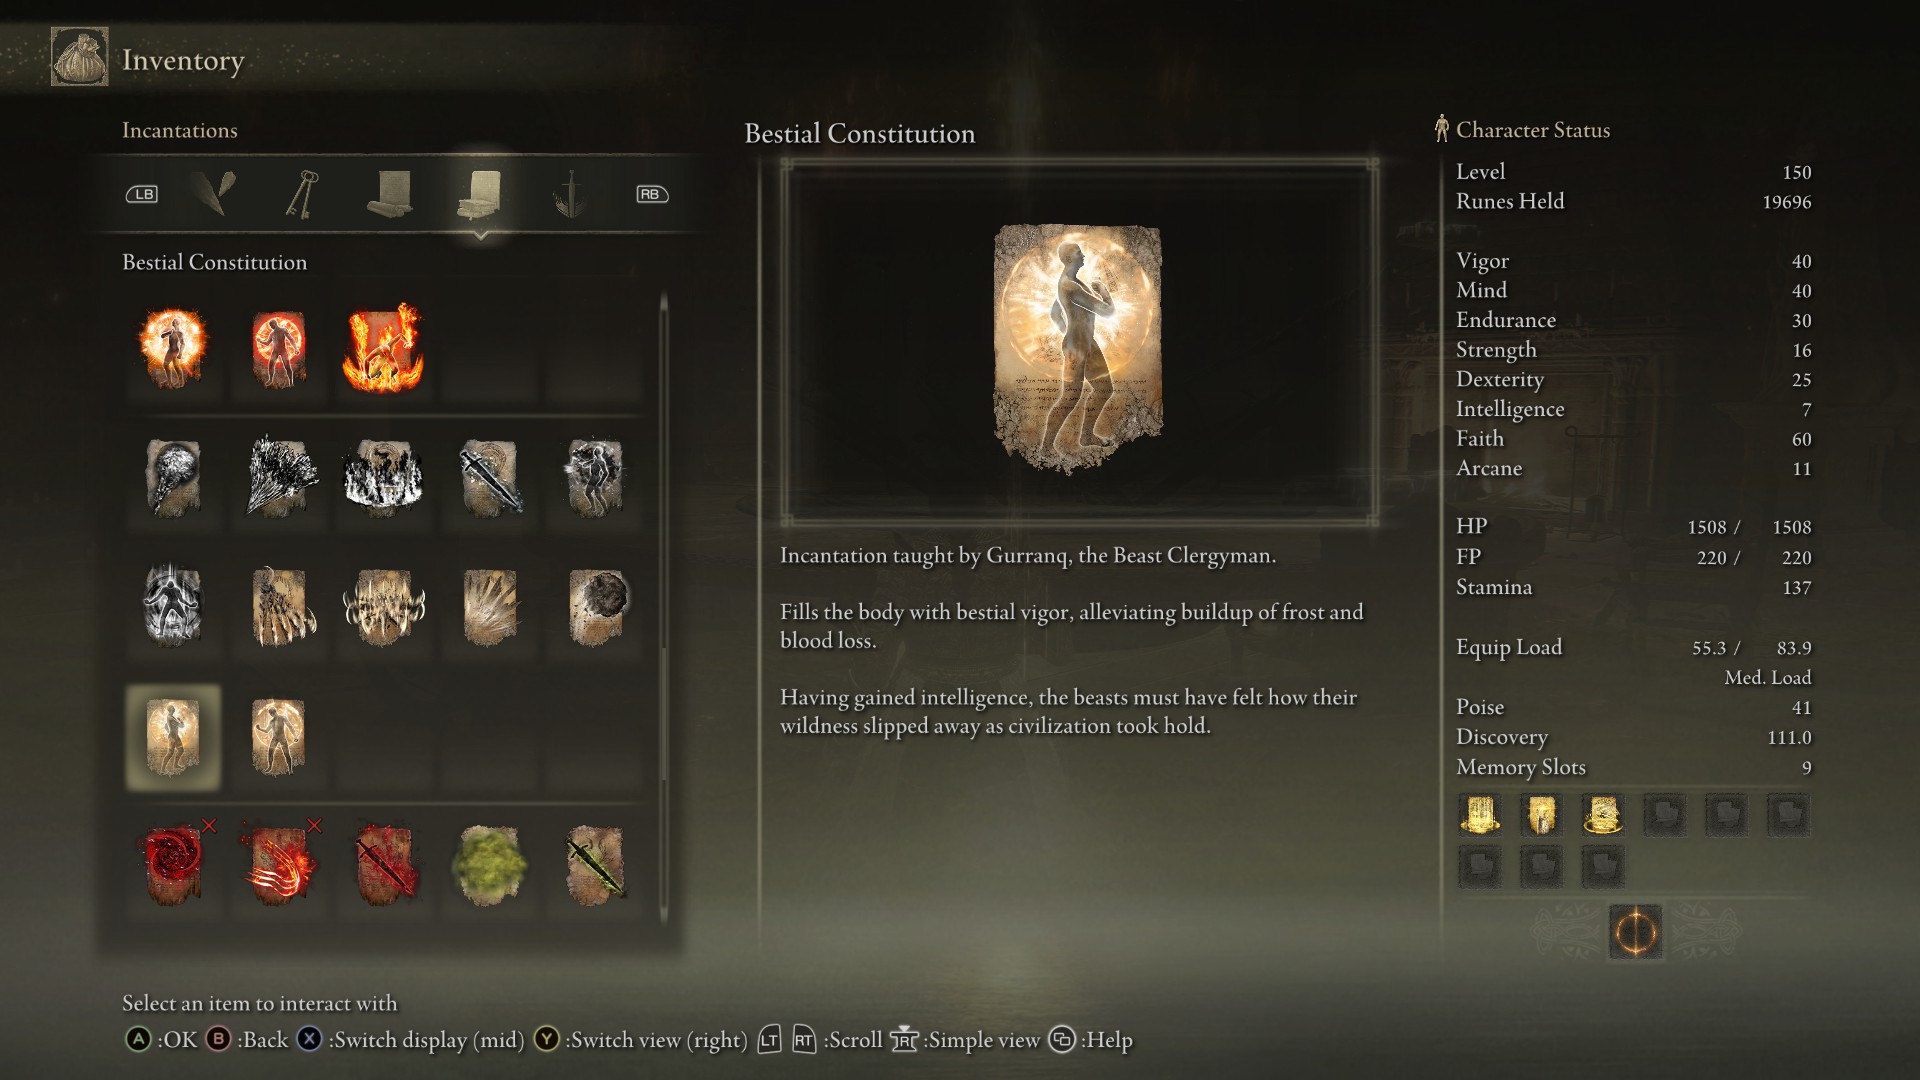 Inventory
Incantations
LB
RB
Bestial Constitution
Bestial Constitution
Incantation taught by Gurranq, the Beast Clergyman.
Fills the body with bestial vigor, alleviating buildup of frost and
blood loss.
Having gained intelligence, the beasts must have felt how their
wildness slipped away as civilization took hold.
Character Status
Level 150
Runes Held 19696
Vigor 40
Mind 40
Endurance 30
Strength 16
Dexterity 25
Intelligence 7
Faith 60
Arcane 11
HP 1508 / 1508
FP 220 / 220
Stamina 137
Equip Load 55.3 / 83.9
Med. Load
Poise 41
Discovery 111.0
Memory Slots 9
Select an item to interact with
A :OK B :Back X :Switch display (mid) Y :Switch view (right) LT RT :Scroll R :Simple view :Help